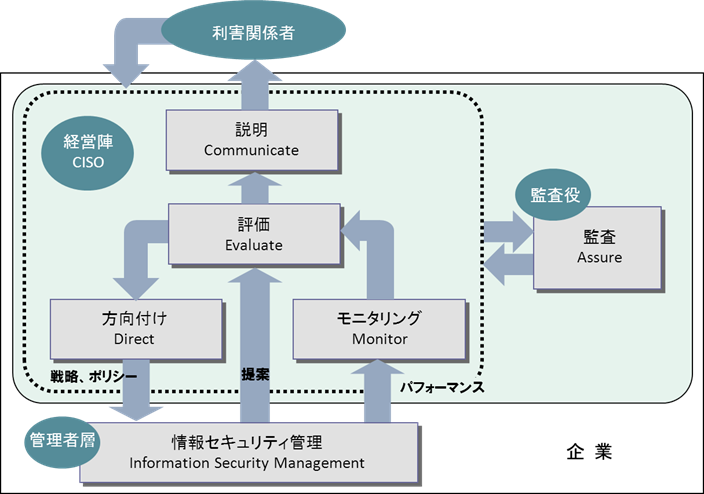 利害関係者
経営陣
CISO
説明
Communicate
評価
Evaluate
監査役
監査
Assure
方向付け
Direct
モニタリング
Monitor
戦略、ポリシー
提案
パフォーマンス
管理者層
情報セキュリティ管理
Information Security Management
企 業